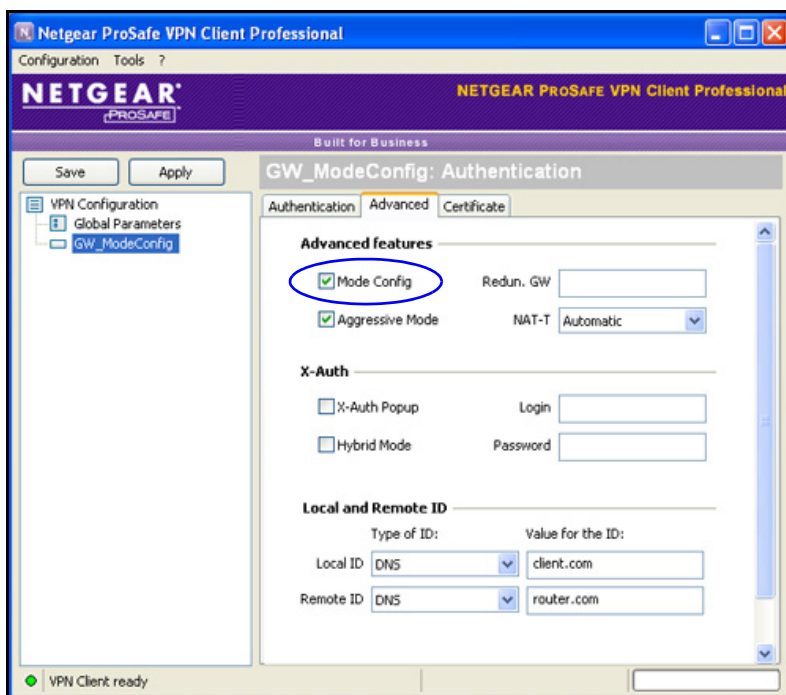 Netgear ProSafe VPN Client Professional
Configuration Tools ?
NETGEAR
PROSAFE
NETGEAR PROSAFE VPN Client Professional
Built for Business
Save Apply
GW_ModeConfig: Authentication
VPN Configuration
Global Parameters
GW_ModeConfig
Authentication Advanced Certificate
Advanced features
Mode Config Redun. GW
Aggressive Mode NAT-T Automatic
X-Auth
X-Auth Popup Login
Hybrid Mode Password
Local and Remote ID
Type of ID: Value for the ID:
Local ID DNS client.com
Remote ID DNS router.com
VPN Client ready